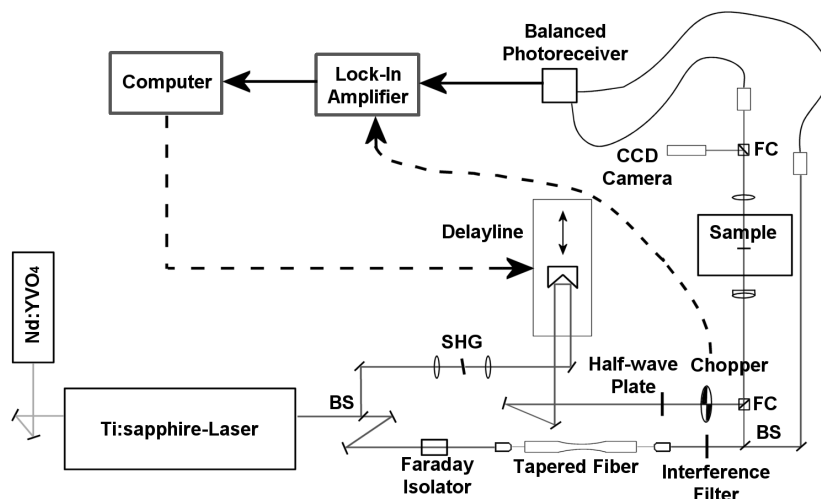 Balanced
Photoreceiver
Computer
Lock-In
Amplifier
FC
CCD
Camera
Delayline
Sample
Nd:YVO₄
SHG
Half-wave
Plate
Chopper
BS
FC
Ti:sapphire-Laser
BS
Faraday
Isolator
Tapered Fiber
Interference
Filter